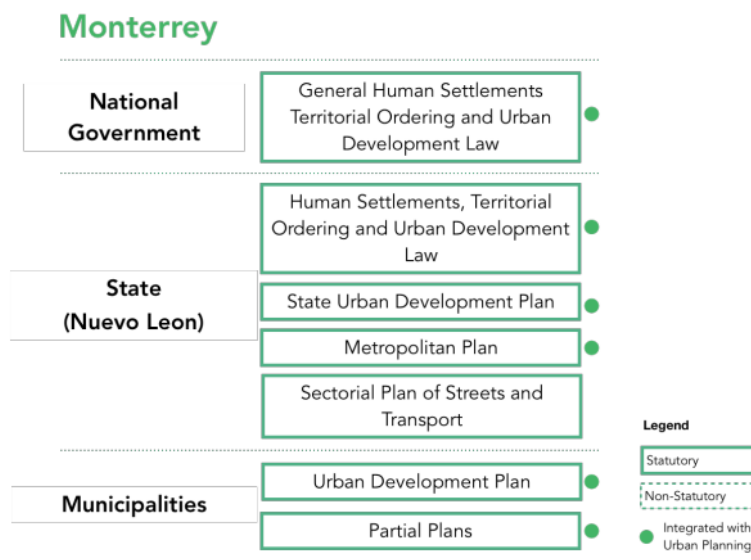 Monterrey
National
Government
General Human Settlements
Territorial Ordering and Urban
Development Law
State
(Nuevo Leon)
Human Settlements, Territorial
Ordering and Urban Development
Law
State Urban Development Plan
Metropolitan Plan
Sectorial Plan of Streets and
Transport
Municipalities
Urban Development Plan
Partial Plans
Legend
Statutory
Non-Statutory
Integrated with
Urban Planning